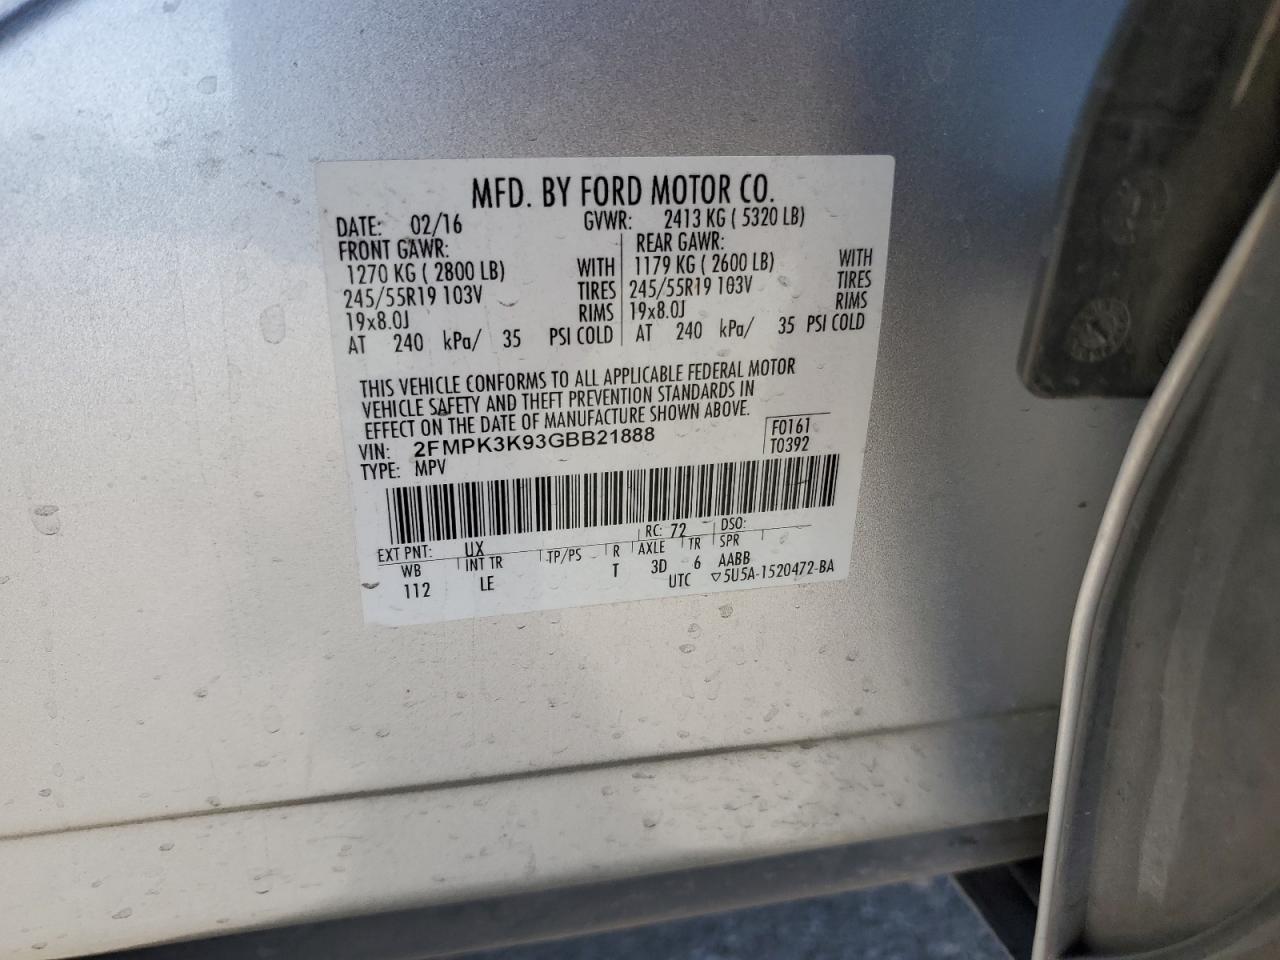 MFD. BY FORD MOTOR CO.
DATE: 02/16 GVWR: 2413 KG ( 5320 LB)
FRONT GAWR: REAR GAWR:
1270 KG ( 2800 LB) WITH 1179 KG ( 2600 LB) WITH
245/55R19 103V TIRES 245/55R19 103V TIRES
19x8.0J RIMS 19x8.0J RIMS
AT 240 kPa/ 35 PSI COLD AT 240 kPa/ 35 PSI COLD
THIS VEHICLE CONFORMS TO ALL APPLICABLE FEDERAL MOTOR
VEHICLE SAFETY AND THEFT PREVENTION STANDARDS IN
EFFECT ON THE DATE OF MANUFACTURE SHOWN ABOVE.
VIN: 2FMPK3K93GBB21888 F0161
TYPE: MPV T0392
EXT PNT: UX RC: 72 DSO:
WB INT TR TP/PS R AXLE TR SPR
112 LE T 3D 6 AABB
UTC ▽5U5A-1520472-BA